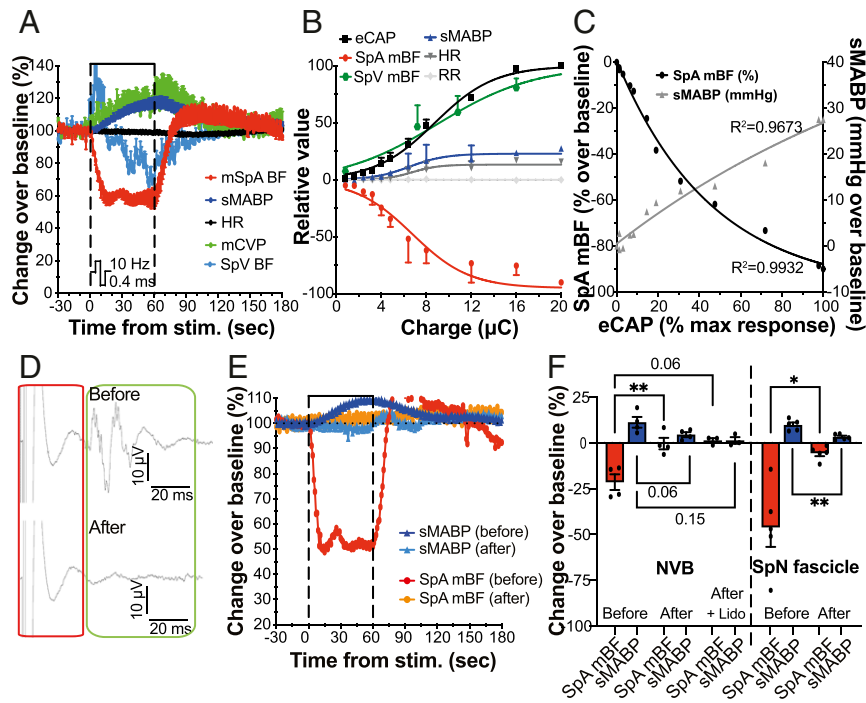 A
Change over baseline (%)
140
120
100
80
60
40
20
0
mSpA BF
sMABP
HR
mCVP
SpV BF
10 Hz
0.4 ms
-30
0
30
60
90
120
150
180
Time from stim. (sec)
B
Relative value
100
50
0
-50
-100
eCAP
SpA mBF
SpV mBF
sMABP
HR
RR
0
4
8
12
16
20
Charge (µC)
C
SpA mBF (% over baseline)
0
-20
-40
-60
-80
-100
SpA mBF (%)
sMABP (mmHg)
R²=0.9673
R²=0.9932
40
30
20
10
0
-10
sMABP (mmHg over baseline)
0
20
40
60
80
100
eCAP (% max response)
D
Before
10 µV
20 ms
After
10 µV
20 ms
E
Change over baseline (%)
110
100
90
80
70
60
50
40
30
20
sMABP (before)
sMABP (after)
SpA mBF (before)
SpA mBF (after)
-30
0
30
60
90
120
150
180
Time from stim. (sec)
F
Change over baseline (%)
25
0
-25
-50
-75
-100
0.06
**
*
0.06
0.15
**
NVB
SpN fascicle
Before
After
After
+ Lido
Before
After
SpA mBF
sMABP
SpA mBF
sMABP
SpA mBF
sMABP
SpA mBF
sMABP
SpA mBF
sMABP